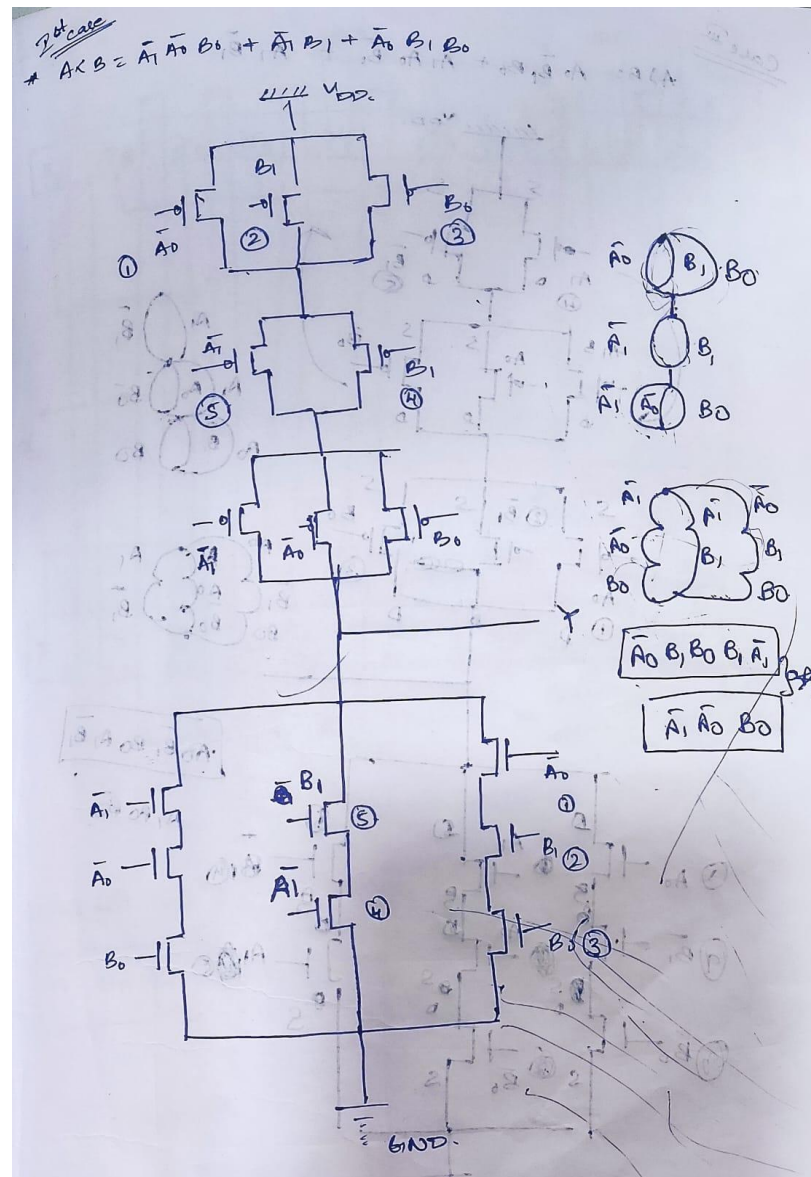 Ist case
* A<B = Ā1 Ā0 B0 + Ā1 B1 + Ā0 B1 B0
VDD.
B1
Ā0
②
B0
③
①
Ā0 B1 B0
Ā1
B1
Ā1 B1
⑤
④
Ā1 Ā0 B0
Ā1 Ā0 B0
Ā1 Ā1 Ā0
Ā0 B1 B1
B0 B0
Y
Ā0 B1 B0 B1 Ā1
Ā1 Ā0 B0
Ā1
B1
⑤
Ā0
①
Ā0
Ā1
④
B1 ②
B0
B0 ③
GND.